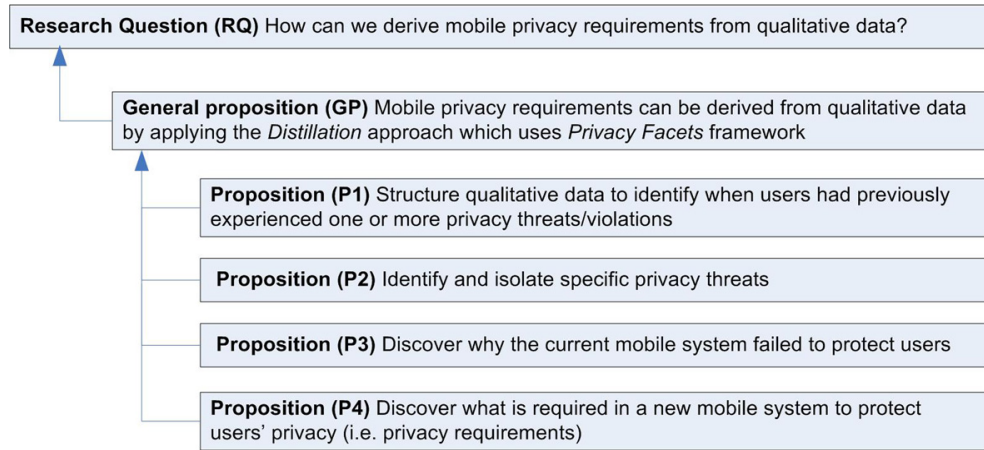 Research Question (RQ) How can we derive mobile privacy requirements from qualitative data?
General proposition (GP) Mobile privacy requirements can be derived from qualitative data
by applying the Distillation approach which uses Privacy Facets framework
Proposition (P1) Structure qualitative data to identify when users had previously
experienced one or more privacy threats/violations
Proposition (P2) Identify and isolate specific privacy threats
Proposition (P3) Discover why the current mobile system failed to protect users
Proposition (P4) Discover what is required in a new mobile system to protect
users' privacy (i.e. privacy requirements)